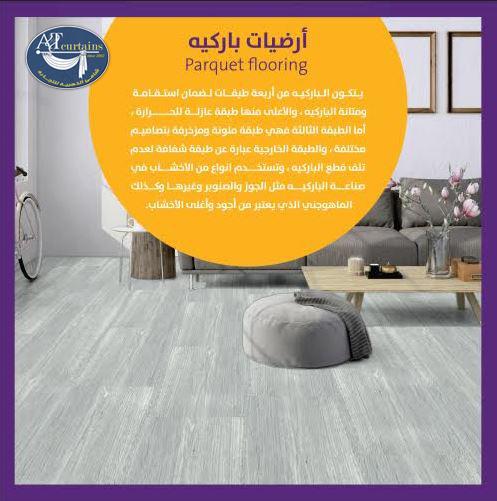 A&T curtains
since 2002
أرضيات باركيه
Parquet flooring
يتكون الباركيه من أربعة طبقات لضمان استقامة
ومتانة الباركيه ، والأعلى منها طبقة عازلة للحرارة ،
أما الطبقة الثالثة فهي طبقة ملونة ومزخرفة بتصاميم
مختلفة ، والطبقة الخارجية عبارة عن طبقة شفافة لعدم
تلف قطع الباركيه ، وتستخدم أنواع من الأخشاب في
صناعة الباركيه مثل الجوز والصنوبر وغيرها وكذلك
الماهوجني الذي يعتبر من أجود وأغلى الأخشاب.